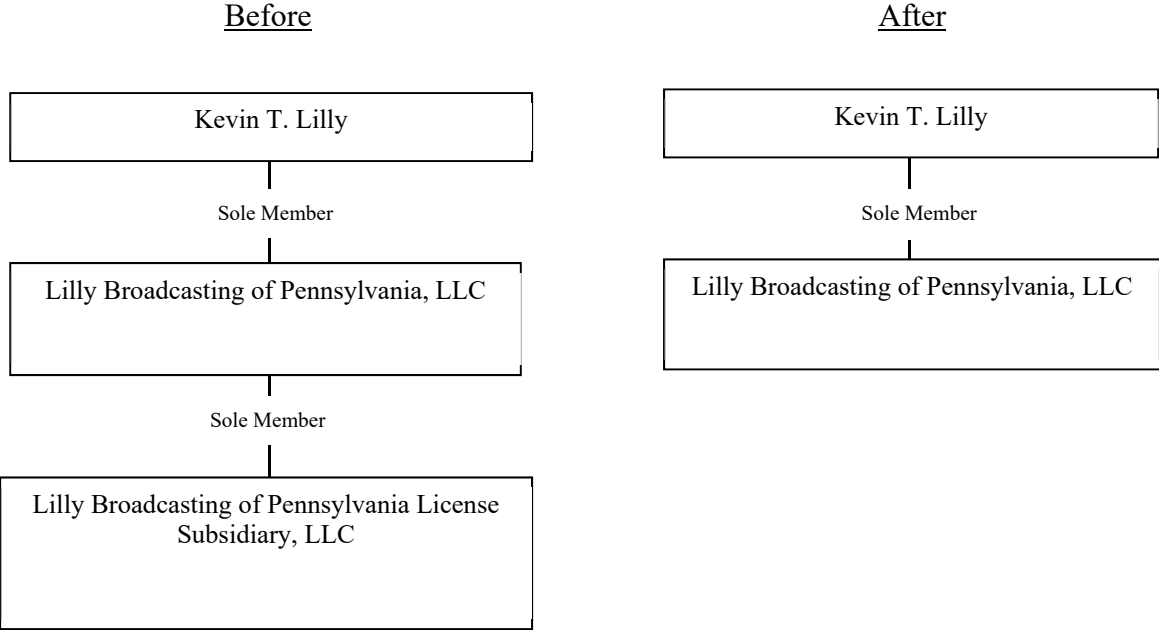 Before
Kevin T. Lilly
Sole Member
Lilly Broadcasting of Pennsylvania, LLC
Sole Member
Lilly Broadcasting of Pennsylvania License
Subsidiary, LLC
After
Kevin T. Lilly
Sole Member
Lilly Broadcasting of Pennsylvania, LLC